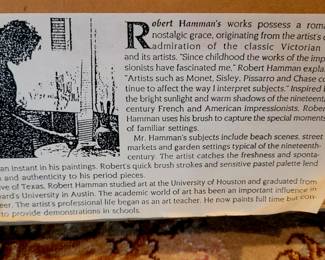 Robert Hamman's works possess a roma
nostalgic grace, originating from the artist's d
admiration of the classic Victorian
and its artists. "Since childhood the works of the imp
sionists have fascinated me." Robert Hamman explai
"Artists such as Monet, Sisley, Pissarro and Chase co
tinue to affect the way I interpret subjects." Inspired b
the bright sunlight and warm shadows of the nineteen
century French and American Impressionists. Rober
Hamman uses his brush to capture the special moments
of familiar settings.
Mr. Hamman's subjects include beach scenes, street
markets and garden settings typical of the nineteenth-
century. The artist catches the freshness and sponta-
an instant in his paintings. Robert's quick brush strokes and sensitive pastel palette lend
and authenticity to his period pieces.
ve of Texas, Robert Hamman studied art at the University of Houston and graduated from
ward's University in Austin. The academic world of art has been an important influence in
eer. The artist's professional life began as an art teacher. He now paints full time but con-
to provide demonstrations in schools.